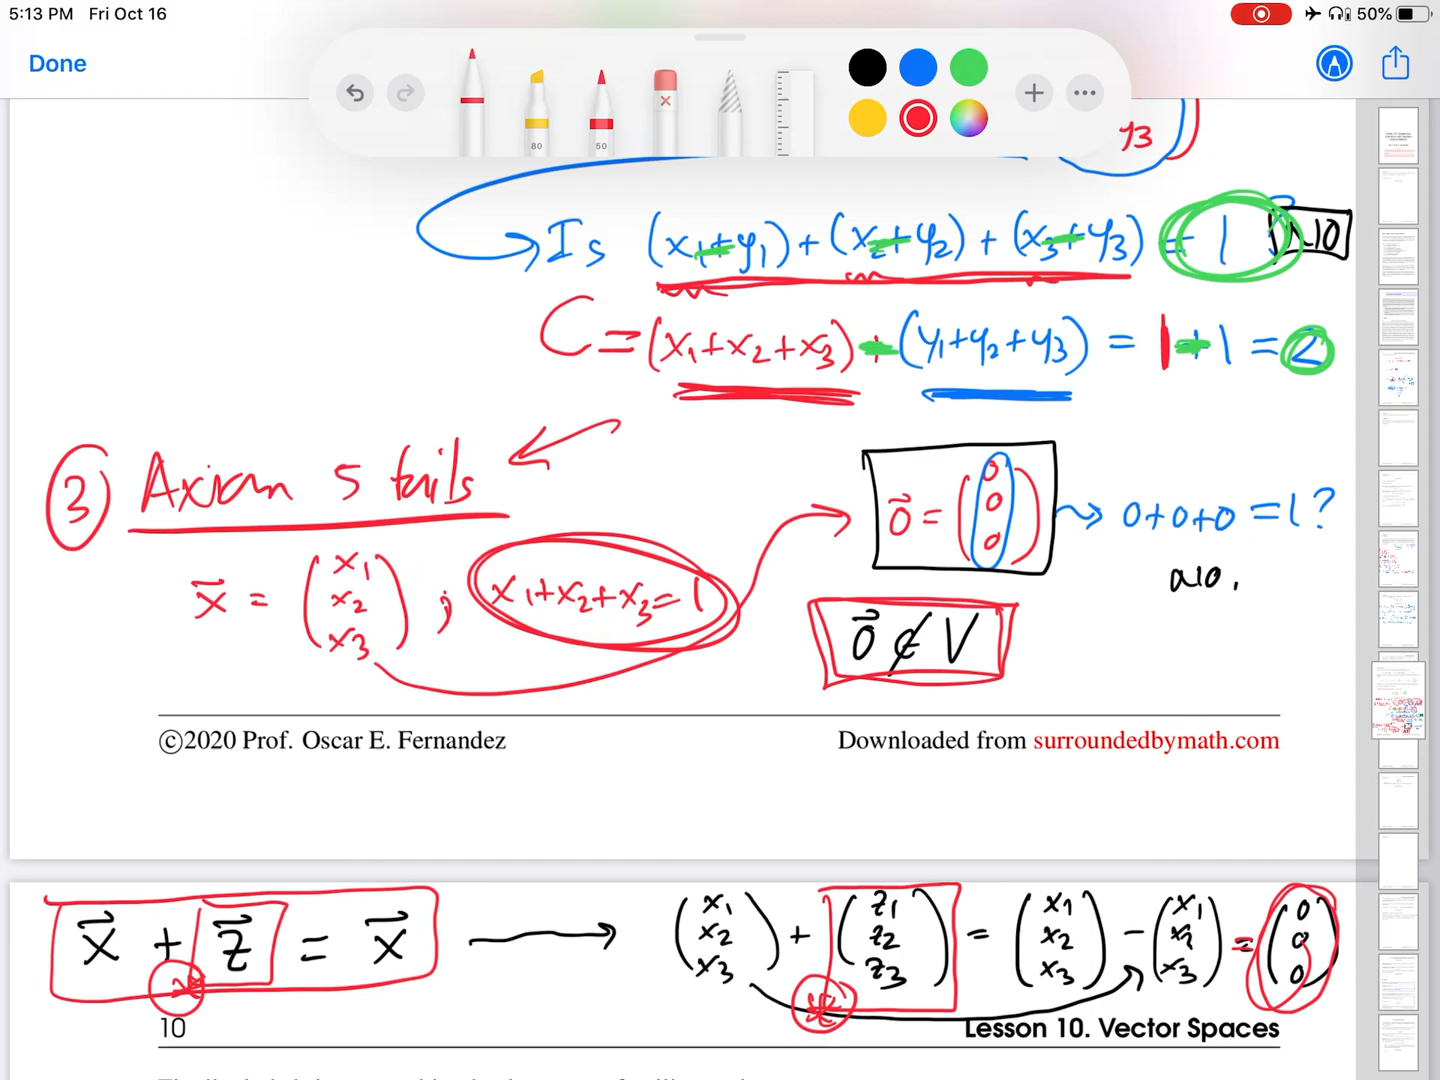 5:13 PM Fri Oct 16
50%
Done
80
50
y3
Is (x1+y1)+(x2+y2)+(x3+y3) = 1 ?
10
C = (x1+x2+x3) + (y1+y2+y3) = 1+1 = 2
③ Axiom 5 fails
x⃗ = (x1 x2 x3) ; x1+x2+x3=1
0⃗ = (0 0 0) ⇝ 0+0+0 = 1?
no.
0⃗ ∉ V
©2020 Prof. Oscar E. Fernandez
Downloaded from surroundedbymath.com
x⃗ + z⃗ = x⃗ → (x1 x2 x3) + (z1 z2 z3) = (x1 x2 x3) − (x1 x2 x3) = (0 0 0)
10
Lesson 10. Vector Spaces